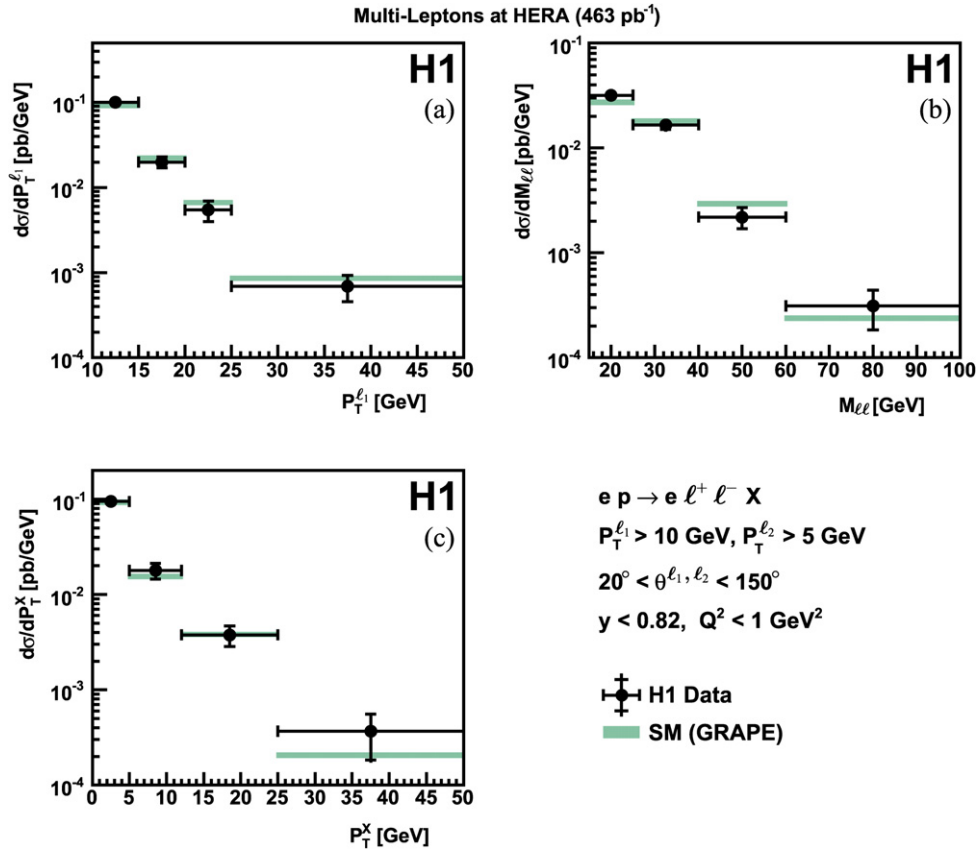 Multi-Leptons at HERA (463 pb⁻¹)
H1
(a)
dσ/dP_T^ℓ₁ [pb/GeV]
10⁻¹
10⁻²
10⁻³
10⁻⁴
10 15 20 25 30 35 40 45 50
P_T^ℓ₁ [GeV]
H1
(b)
dσ/dM_ℓℓ [pb/GeV]
10⁻¹
10⁻²
10⁻³
10⁻⁴
20 30 40 50 60 70 80 90 100
M_ℓℓ [GeV]
H1
(c)
dσ/dP_T^X [pb/GeV]
10⁻¹
10⁻²
10⁻³
10⁻⁴
0 5 10 15 20 25 30 35 40 45 50
P_T^X [GeV]
e p → e ℓ⁺ ℓ⁻ X
P_T^ℓ₁ > 10 GeV, P_T^ℓ₂ > 5 GeV
20° < θ^ℓ₁,ℓ₂ < 150°
y < 0.82, Q² < 1 GeV²
H1 Data
SM (GRAPE)